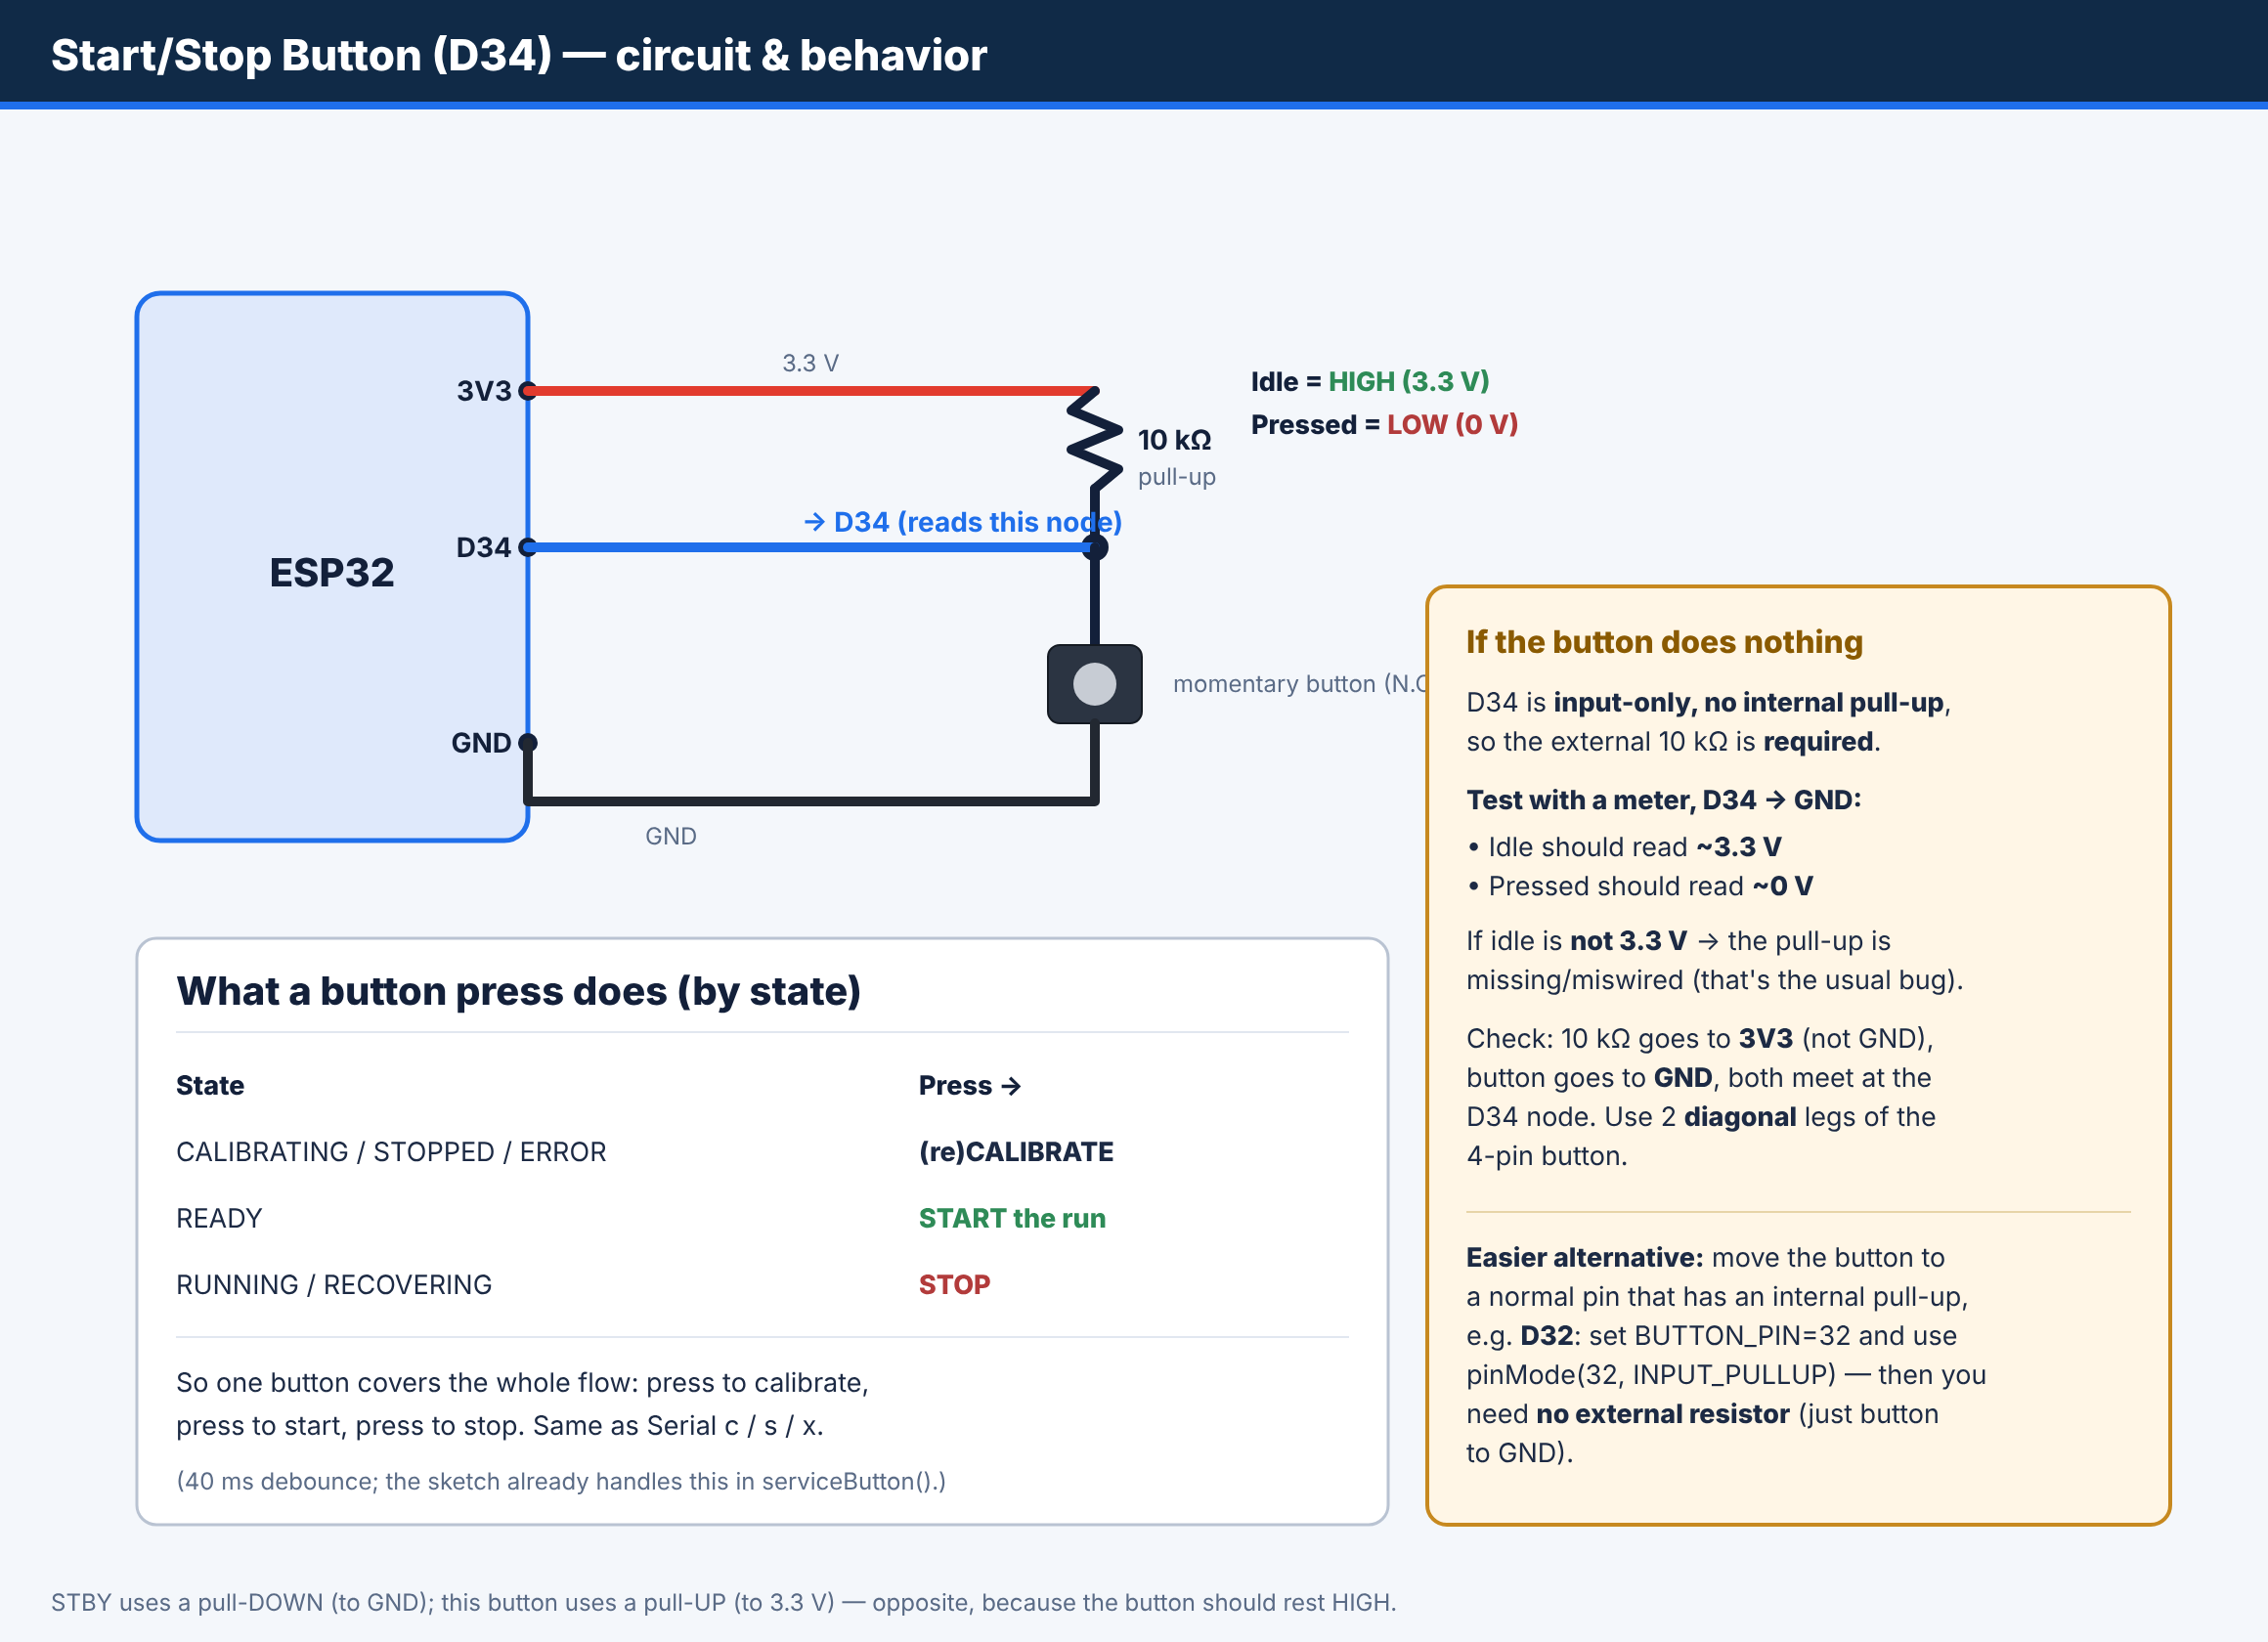 Start/Stop Button (D34) — circuit & behavior
3.3 V
3V3
Idle = HIGH (3.3 V)
Pressed = LOW (0 V)
10 kΩ
pull-up
→ D34 (reads this node)
D34
ESP32
momentary button (N.
GND
GND
If the button does nothing
D34 is input-only, no internal pull-up,
so the external 10 kΩ is required.
Test with a meter, D34 → GND:
• Idle should read ~3.3 V
• Pressed should read ~0 V
If idle is not 3.3 V → the pull-up is
missing/miswired (that's the usual bug).
Check: 10 kΩ goes to 3V3 (not GND),
button goes to GND, both meet at the
D34 node. Use 2 diagonal legs of the
4-pin button.
Easier alternative: move the button to
a normal pin that has an internal pull-up,
e.g. D32: set BUTTON_PIN=32 and use
pinMode(32, INPUT_PULLUP) — then you
need no external resistor (just button
to GND).
What a button press does (by state)
State Press →
CALIBRATING / STOPPED / ERROR (re)CALIBRATE
READY START the run
RUNNING / RECOVERING STOP
So one button covers the whole flow: press to calibrate,
press to start, press to stop. Same as Serial c / s / x.
(40 ms debounce; the sketch already handles this in serviceButton().)
STBY uses a pull-DOWN (to GND); this button uses a pull-UP (to 3.3 V) — opposite, because the button should rest HIGH.